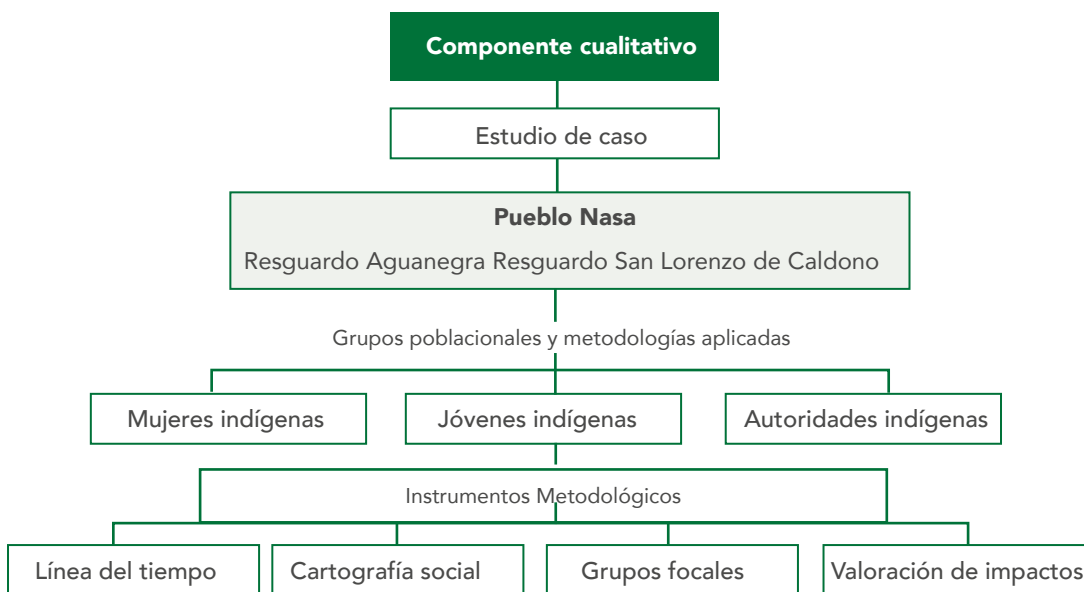 Componente cualitativo
Estudio de caso
Pueblo Nasa
Resguardo Aguanegra Resguardo San Lorenzo de Caldono
Grupos poblacionales y metodologías aplicadas
Mujeres indígenas
Jóvenes indígenas
Autoridades indígenas
Instrumentos Metodológicos
Línea del tiempo
Cartografía social
Grupos focales
Valoración de impactos